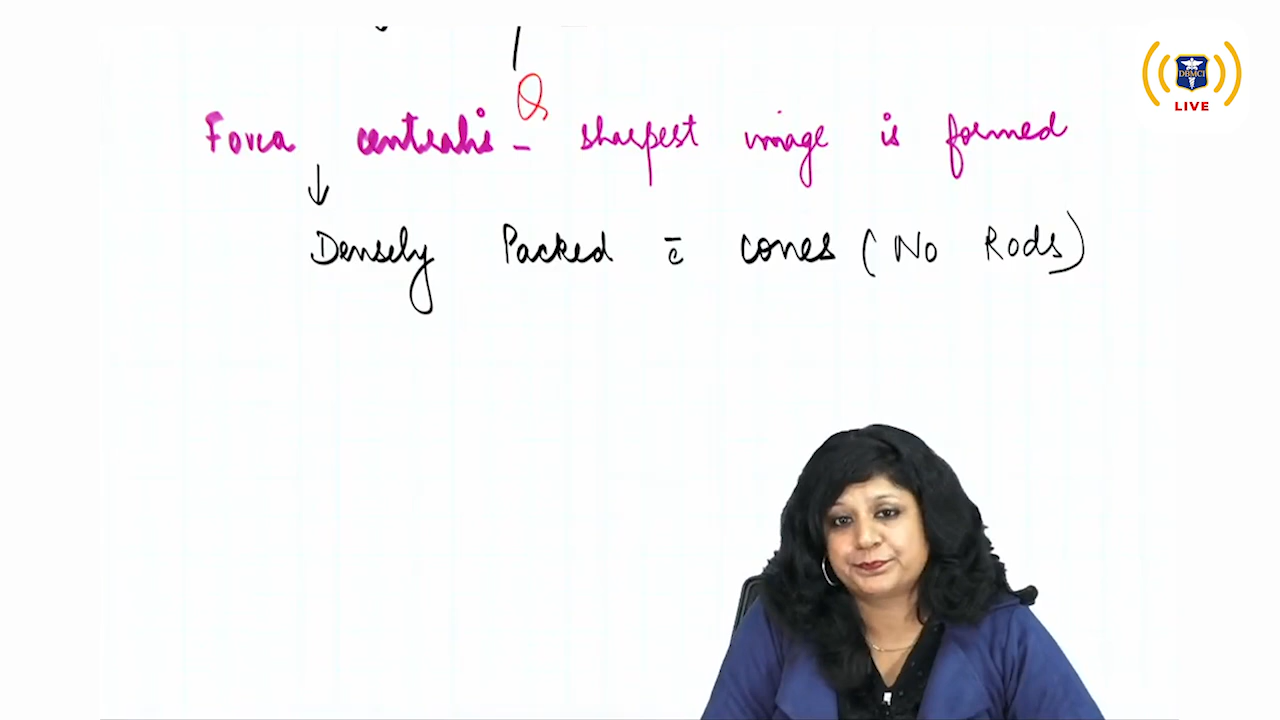 Q
Fovea centralis - sharpest image is formed
↓
Densely Packed c̄ cones (No Rods)
DBMCI
LIVE